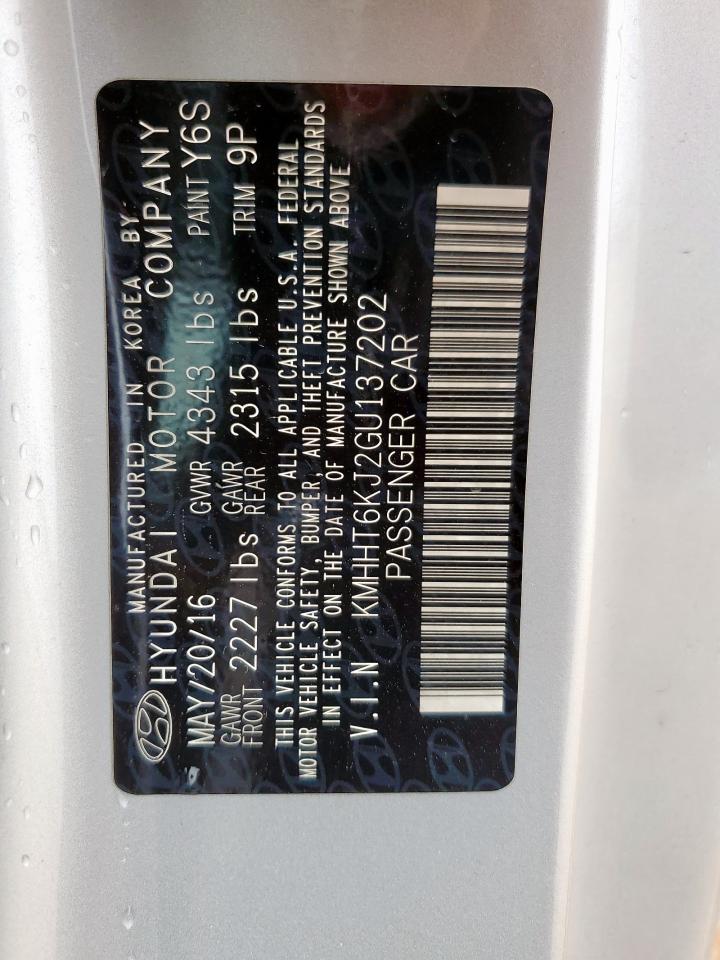 MANUFACTURED IN KOREA BY
HYUNDAI MOTOR COMPANY
MAY/20/16 GVWR 4343 lbs PAINT Y6S
GAWR FRONT 2227 lbs GAWR REAR 2315 lbs TRIM 9P
THIS VEHICLE CONFORMS TO ALL APPLICABLE U.S.A. FEDERAL
MOTOR VEHICLE SAFETY, BUMPER, AND THEFT PREVENTION STANDARDS
IN EFFECT ON THE DATE OF MANUFACTURE SHOWN ABOVE
V.I.N KMHHT6KJ2GU137202
PASSENGER CAR